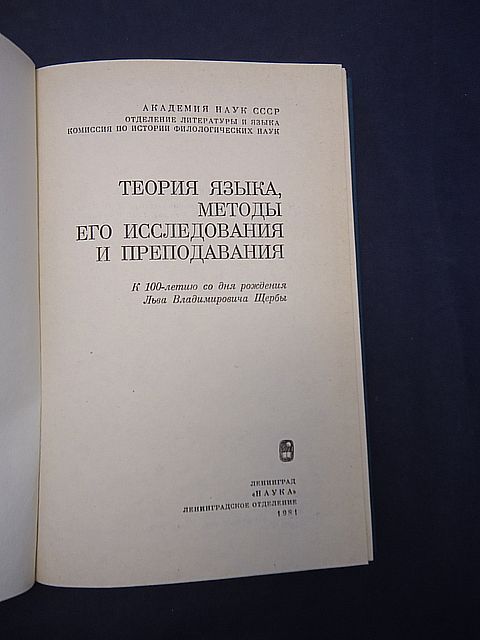 АКАДЕМИЯ НАУК СССР
ОТДЕЛЕНИЕ ЛИТЕРАТУРЫ И ЯЗЫКА
КОМИССИЯ ПО ИСТОРИИ ФИЛОЛОГИЧЕСКИХ НАУК
ТЕОРИЯ ЯЗЫКА,
МЕТОДЫ
ЕГО ИССЛЕДОВАНИЯ
И ПРЕПОДАВАНИЯ
К 100-летию со дня рождения
Льва Владимировича Щербы
ЛЕНИНГРАД
«НАУКА»
ЛЕНИНГРАДСКОЕ ОТДЕЛЕНИЕ
1981